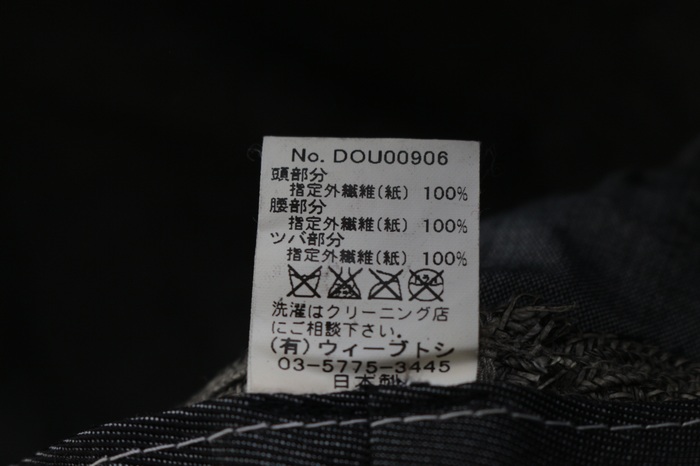 No. DOU00906
頭部分
指定外繊維(紙) 100%
腰部分
指定外繊維(紙) 100%
ツバ部分
指定外繊維(紙) 100%
洗濯はクリーニング店
にご相談下さい。
(有)ウィーブトシ
03-5775-3445
日本製